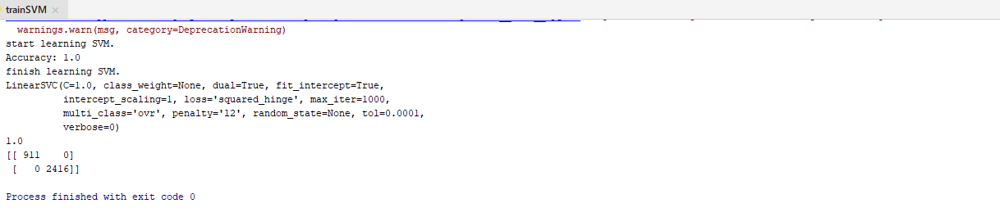 trainSVM
warnings.warn(msg, category=DeprecationWarning)
start learning SVM.
Accuracy: 1.0
finish learning SVM.
LinearSVC(C=1.0, class_weight=None, dual=True, fit_intercept=True,
intercept_scaling=1, loss='squared_hinge', max_iter=1000,
multi_class='ovr', penalty='l2', random_state=None, tol=0.0001,
verbose=0)
1.0
[[ 911    0]
[   0 2416]]
Process finished with exit code 0